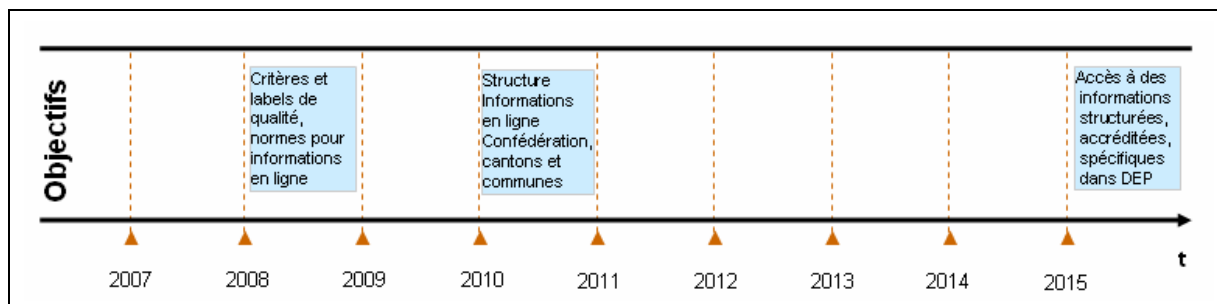 Objectifs
Critères et
labels de
qualité,
normes pour
informations
en ligne
Structure
Informations
en ligne
Confédération,
cantons et
communes
Accès à des
informations
structurées,
accréditées,
spécifiques
dans DEP
t
2007 2008 2009 2010 2011 2012 2013 2014 2015